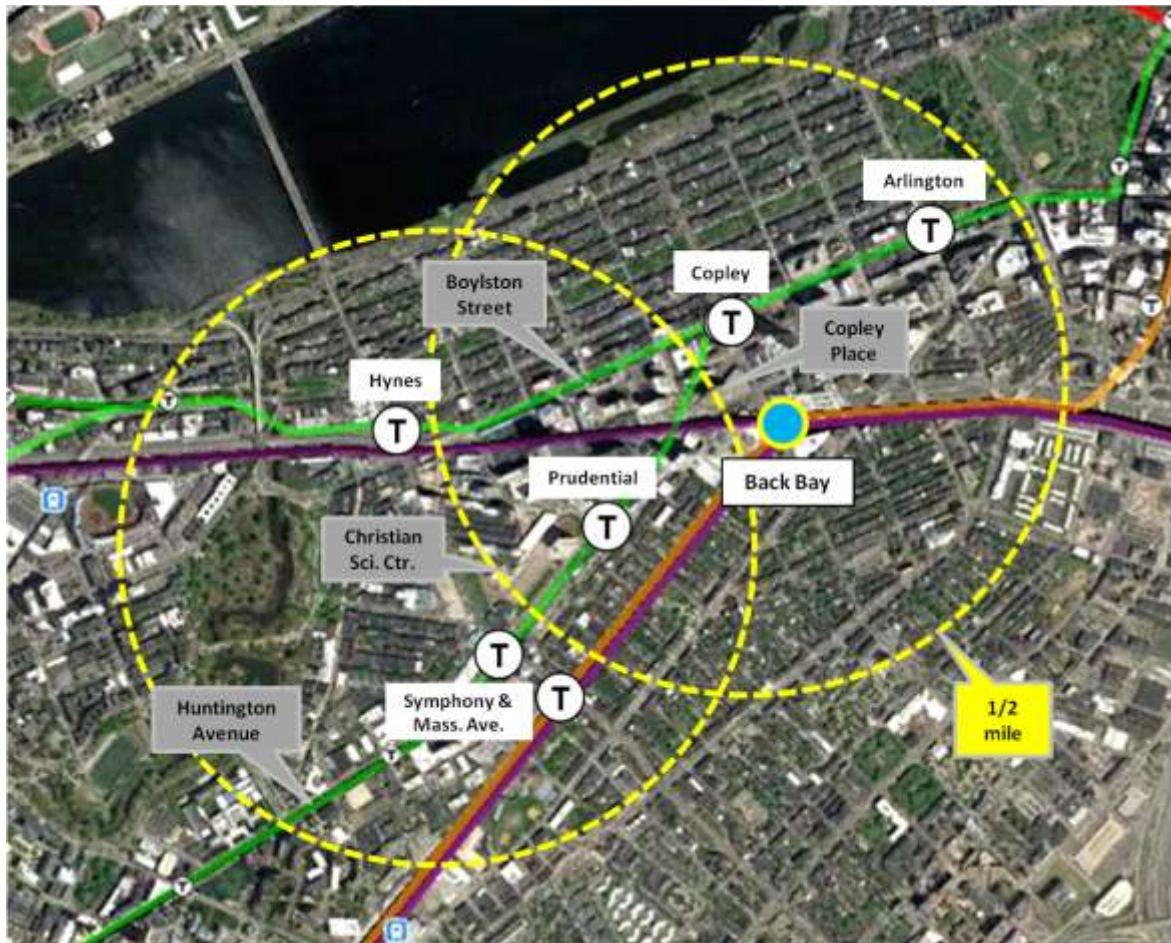 T
Arlington
T
Copley
T
Boylston
Street
Copley
Place
T
Hynes
T
T
Back Bay
Prudential
T
Christian
Sci. Ctr.
T
Symphony &
Mass. Ave.
T
Huntington
Avenue
1/2
mile
T
T